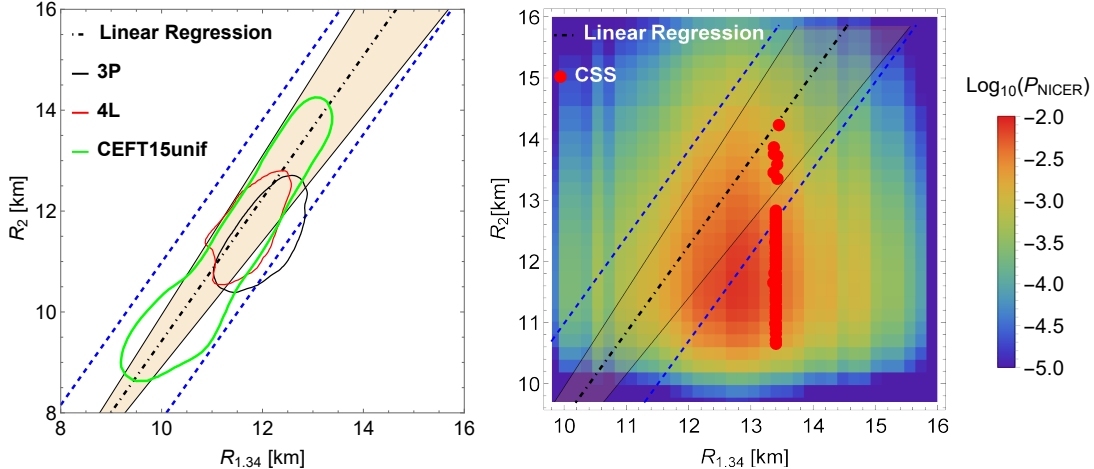 16
14
12
10
8
R2 [km]
Linear Regression
3P
4L
CEFT15unif
8 10 12 14 16
R1.34 [km]
16
15
14
13
12
11
10
R2[km]
Linear Regression
CSS
10 11 12 13 14 15 16
R1.34 [km]
Log10(PNICER)
-2.0
-2.5
-3.0
-3.5
-4.0
-4.5
-5.0